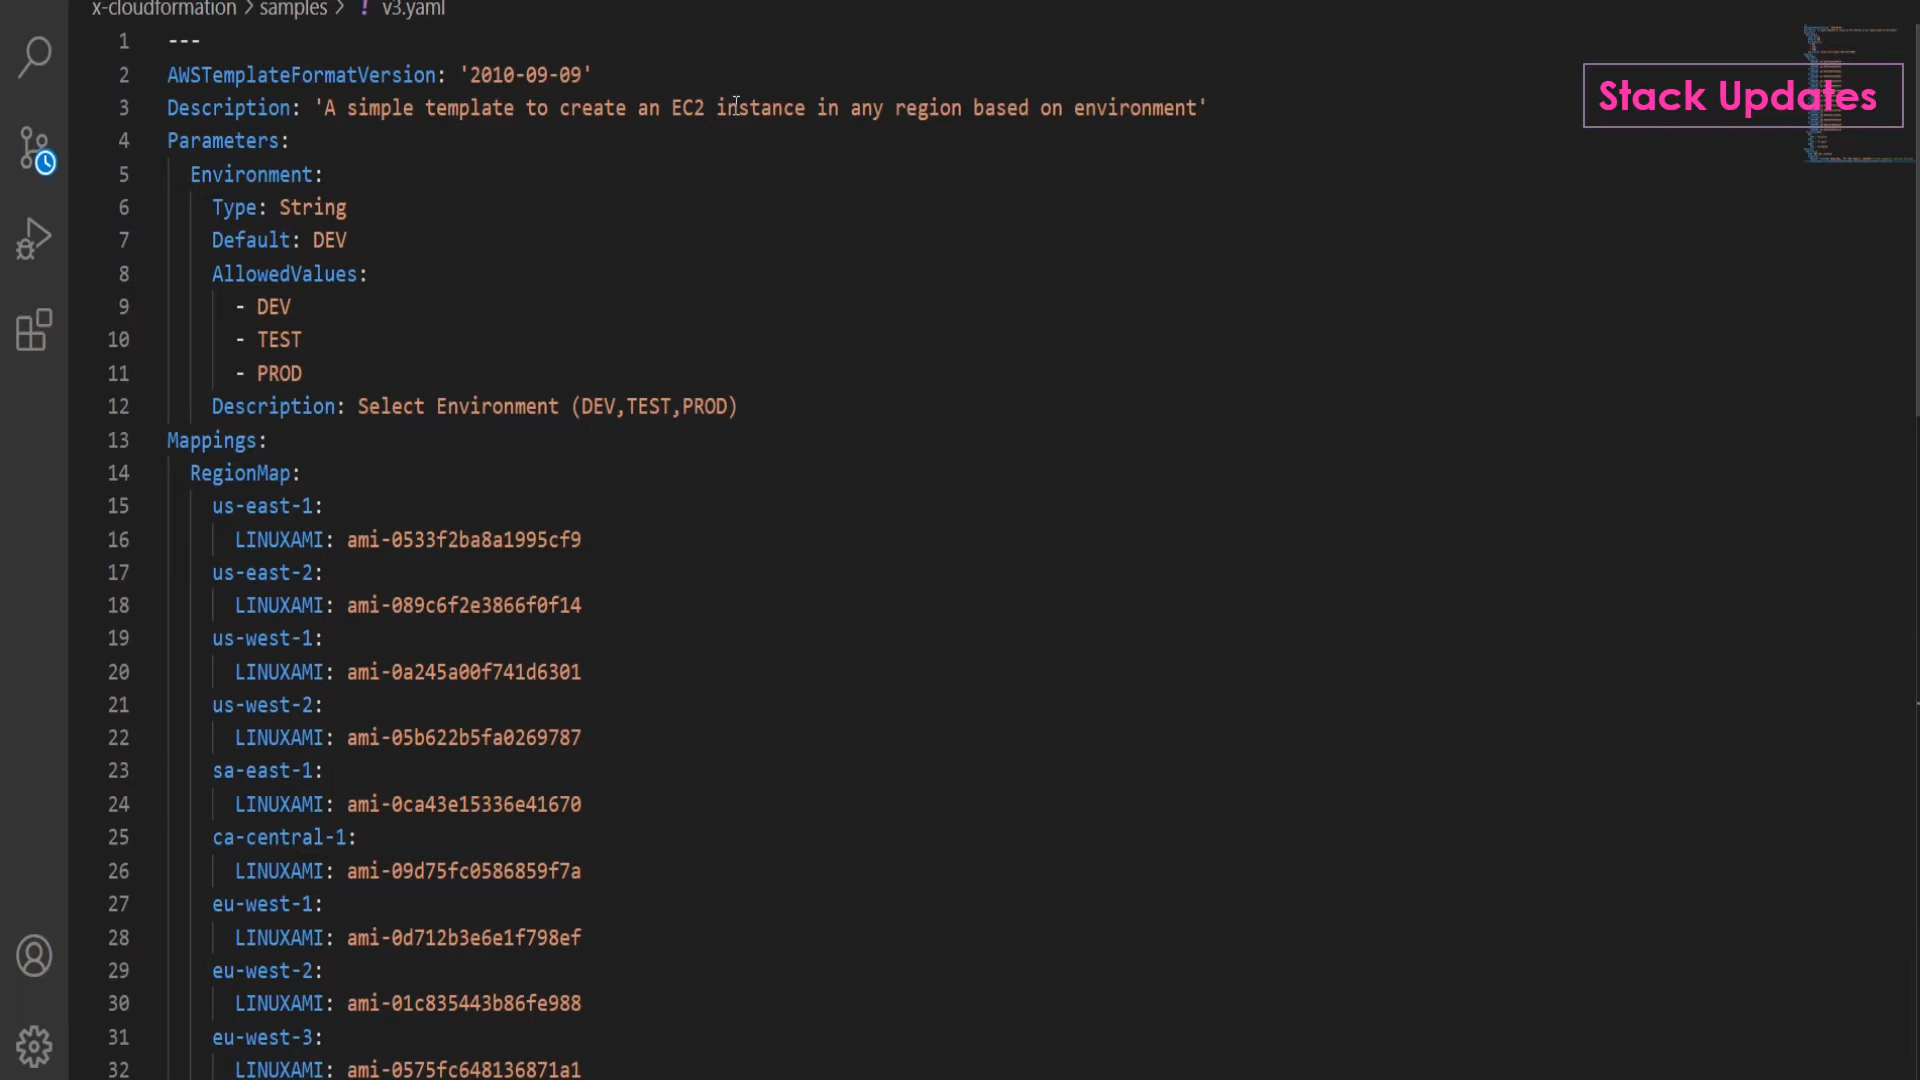 x-cloudformation > samples > ! v3.yaml
Stack Updates
1 ---
2 AWSTemplateFormatVersion: '2010-09-09'
3 Description: 'A simple template to create an EC2 instance in any region based on environment'
4 Parameters:
5 Environment:
6 Type: String
7 Default: DEV
8 AllowedValues:
9 - DEV
10 - TEST
11 - PROD
12 Description: Select Environment (DEV,TEST,PROD)
13 Mappings:
14 RegionMap:
15 us-east-1:
16 LINUXAMI: ami-0533f2ba8a1995cf9
17 us-east-2:
18 LINUXAMI: ami-089c6f2e3866f0f14
19 us-west-1:
20 LINUXAMI: ami-0a245a00f741d6301
21 us-west-2:
22 LINUXAMI: ami-05b622b5fa0269787
23 sa-east-1:
24 LINUXAMI: ami-0ca43e15336e41670
25 ca-central-1:
26 LINUXAMI: ami-09d75fc0586859f7a
27 eu-west-1:
28 LINUXAMI: ami-0d712b3e6e1f798ef
29 eu-west-2:
30 LINUXAMI: ami-01c835443b86fe988
31 eu-west-3:
32 LINUXAMI: ami-0575fc648136871a1